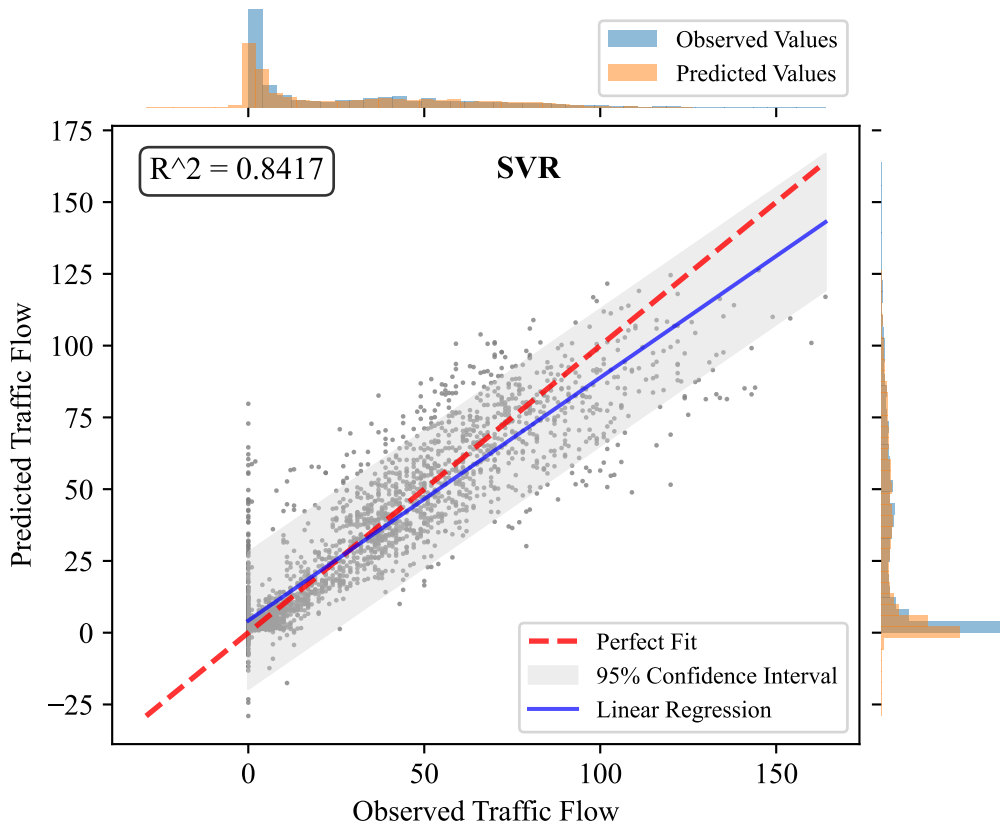 Observed Values
Predicted Values
R^2 = 0.8417
SVR
175
150
125
100
75
50
25
0
−25
Predicted Traffic Flow
Perfect Fit
95% Confidence Interval
Linear Regression
0 50 100 150
Observed Traffic Flow